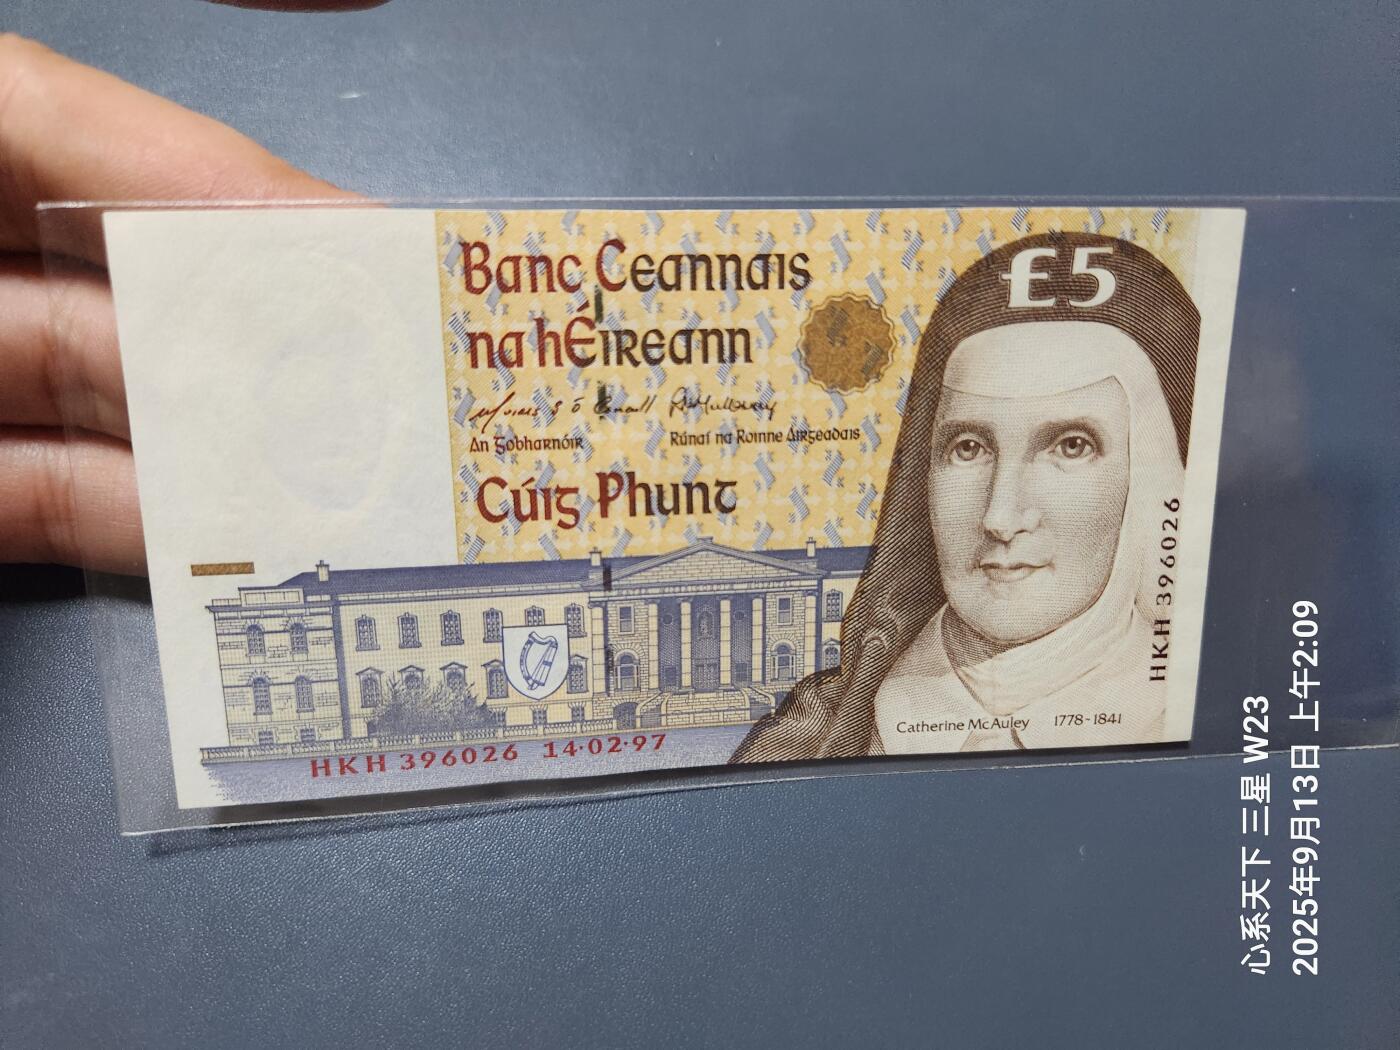 Banc Ceannais
na hÉireann
£5
An Gobharnóir
Rúnaí na Roinne Airgeadais
Cúig Phunt
HKH 396026
Catherine McAuley 1778-1841
HKH 396026 14·02·97
心系天下 三星 W23
2025年9月13日 上午2:09